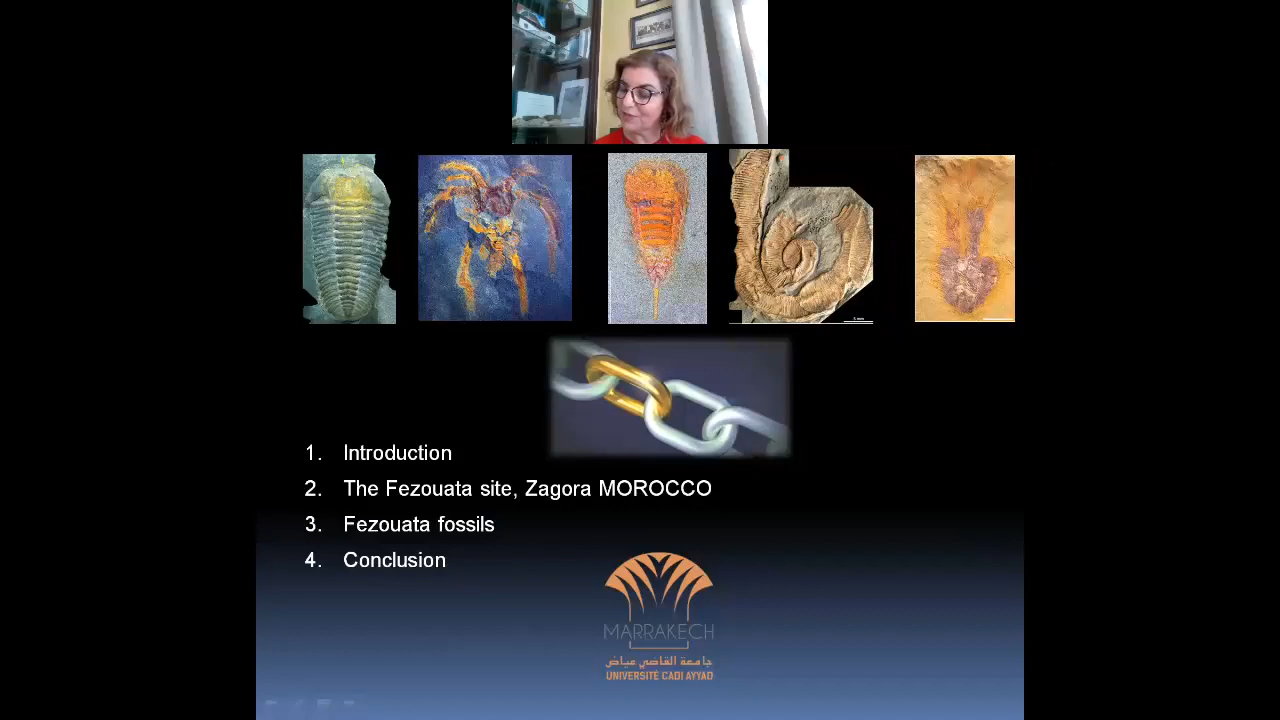 1. Introduction
2. The Fezouata site, Zagora MOROCCO
3. Fezouata fossils
4. Conclusion
MARRAKECH
جامعة القاضي عياض
UNIVERSITÉ CADI AYYAD